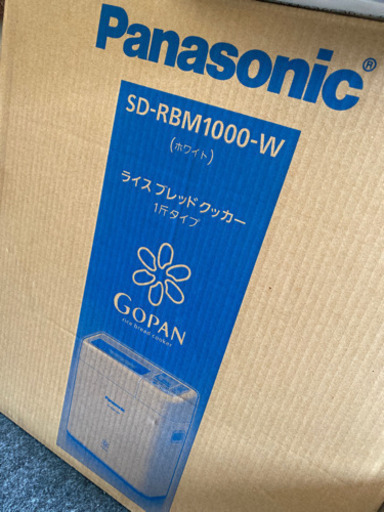 Panasonic®
SD-RBM1000-W
(ホワイト)
ライス ブレッド クッカー
1斤タイプ
GOPAN
rice bread cooker